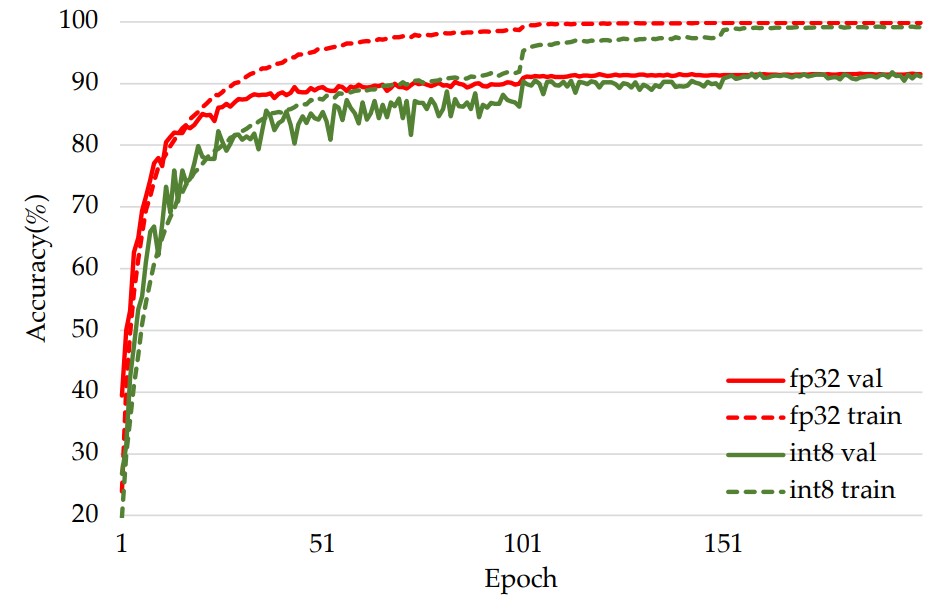 100
90
80
70
60
50
40
30
20
Accuracy(%)
1
51
101
151
Epoch
fp32 val
fp32 train
int8 val
int8 train